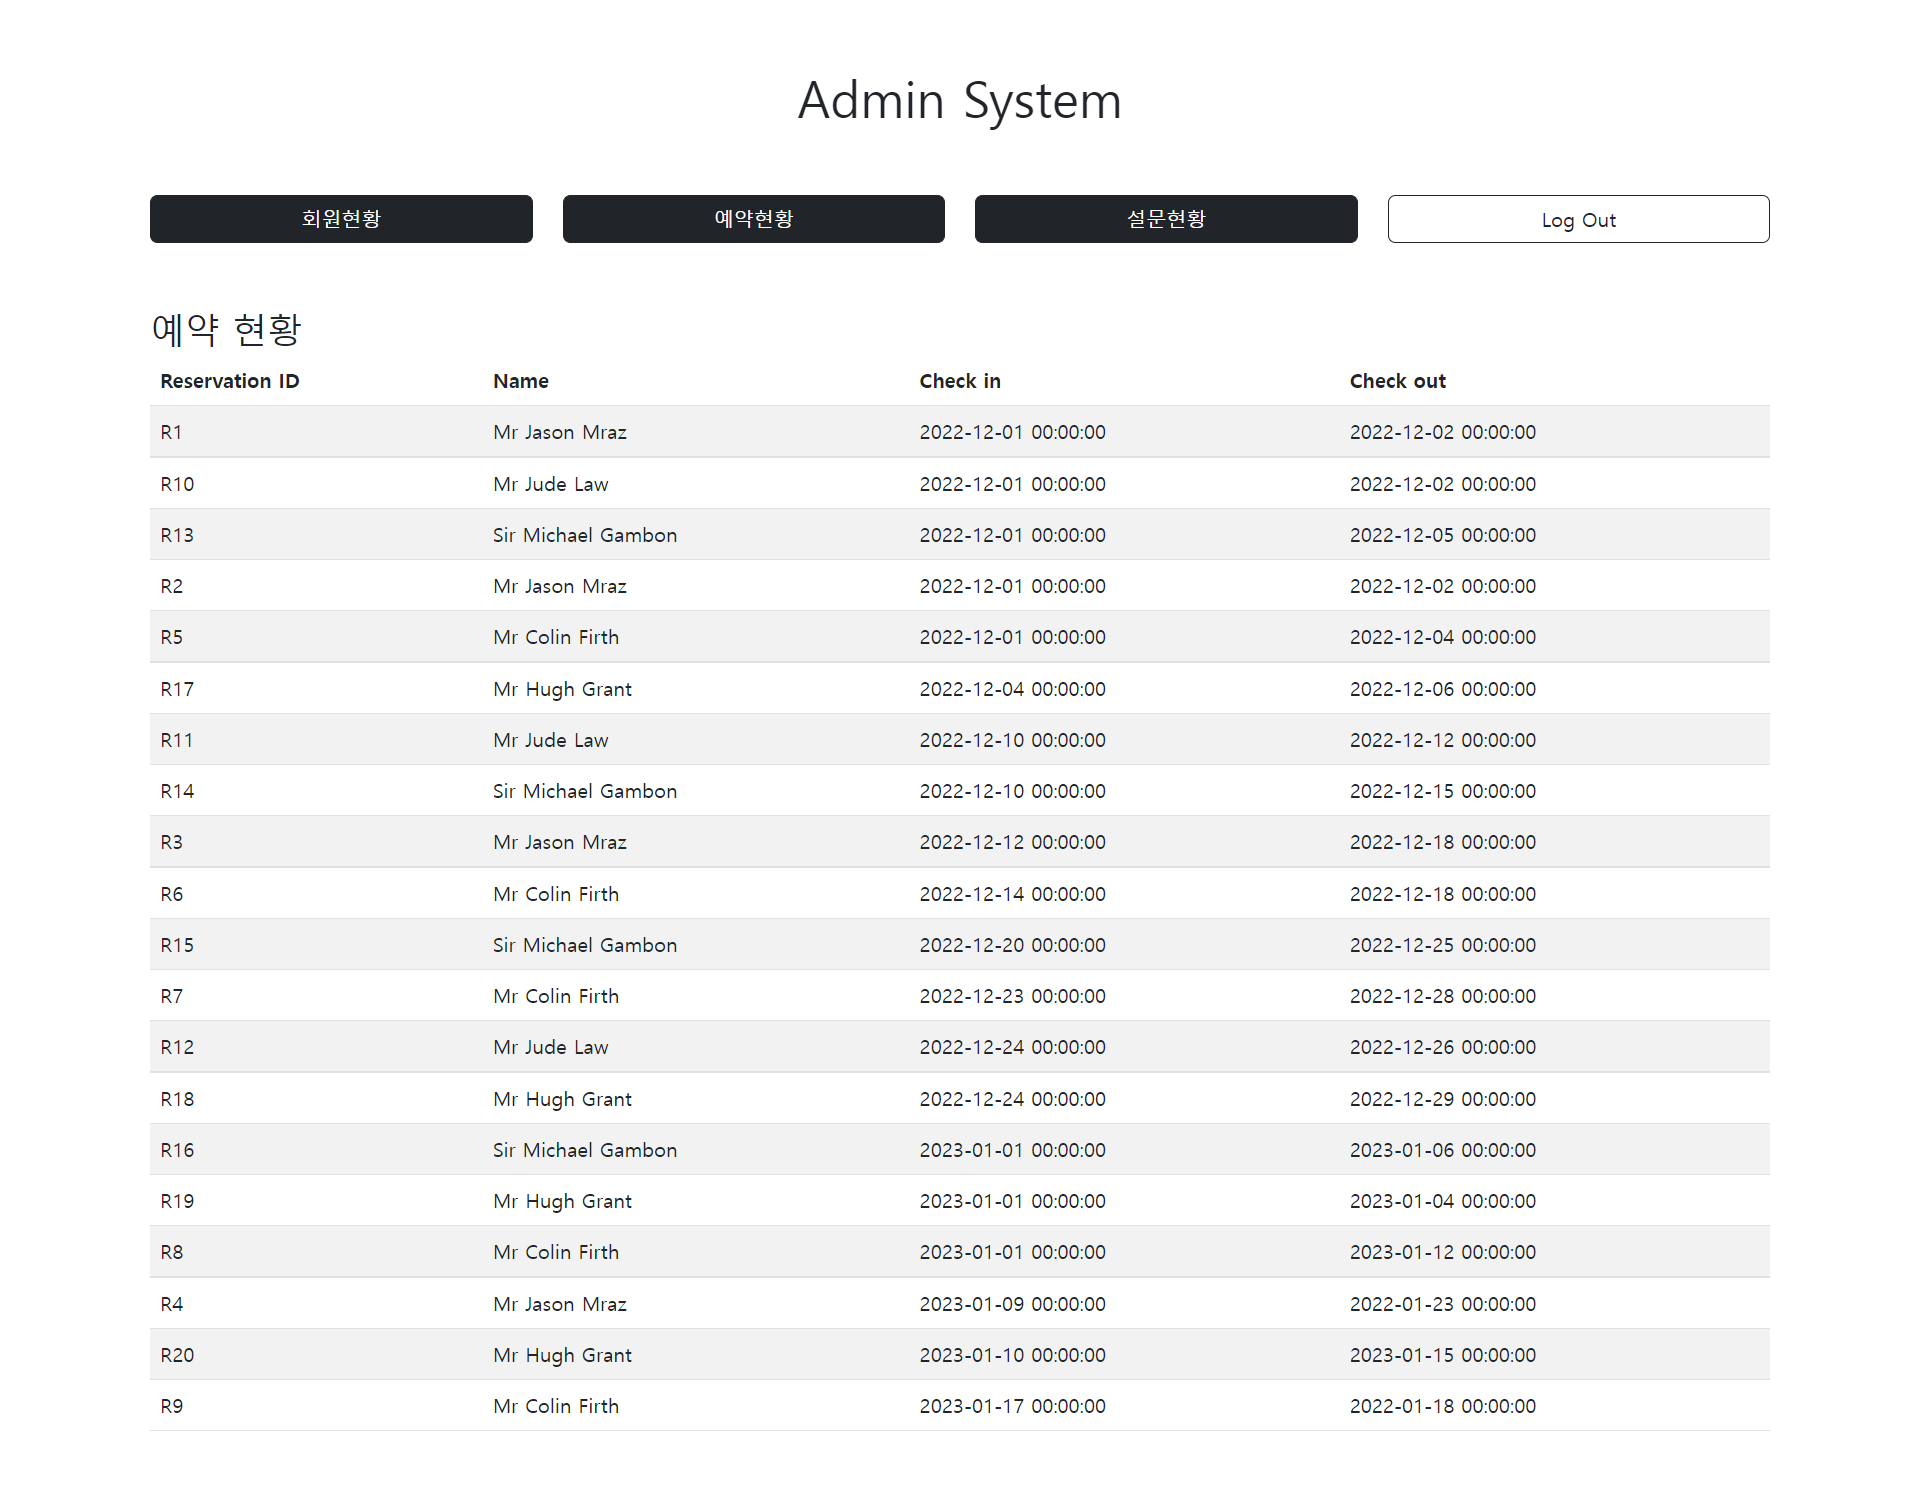 Admin System
회원현황 예약현황 설문현황 Log Out
예약 현황
Reservation ID Name Check in Check out
R1 Mr Jason Mraz 2022-12-01 00:00:00 2022-12-02 00:00:00
R10 Mr Jude Law 2022-12-01 00:00:00 2022-12-02 00:00:00
R13 Sir Michael Gambon 2022-12-01 00:00:00 2022-12-05 00:00:00
R2 Mr Jason Mraz 2022-12-01 00:00:00 2022-12-02 00:00:00
R5 Mr Colin Firth 2022-12-01 00:00:00 2022-12-04 00:00:00
R17 Mr Hugh Grant 2022-12-04 00:00:00 2022-12-06 00:00:00
R11 Mr Jude Law 2022-12-10 00:00:00 2022-12-12 00:00:00
R14 Sir Michael Gambon 2022-12-10 00:00:00 2022-12-15 00:00:00
R3 Mr Jason Mraz 2022-12-12 00:00:00 2022-12-18 00:00:00
R6 Mr Colin Firth 2022-12-14 00:00:00 2022-12-18 00:00:00
R15 Sir Michael Gambon 2022-12-20 00:00:00 2022-12-25 00:00:00
R7 Mr Colin Firth 2022-12-23 00:00:00 2022-12-28 00:00:00
R12 Mr Jude Law 2022-12-24 00:00:00 2022-12-26 00:00:00
R18 Mr Hugh Grant 2022-12-24 00:00:00 2022-12-29 00:00:00
R16 Sir Michael Gambon 2023-01-01 00:00:00 2023-01-06 00:00:00
R19 Mr Hugh Grant 2023-01-01 00:00:00 2023-01-04 00:00:00
R8 Mr Colin Firth 2023-01-01 00:00:00 2023-01-12 00:00:00
R4 Mr Jason Mraz 2023-01-09 00:00:00 2022-01-23 00:00:00
R20 Mr Hugh Grant 2023-01-10 00:00:00 2023-01-15 00:00:00
R9 Mr Colin Firth 2023-01-17 00:00:00 2022-01-18 00:00:00